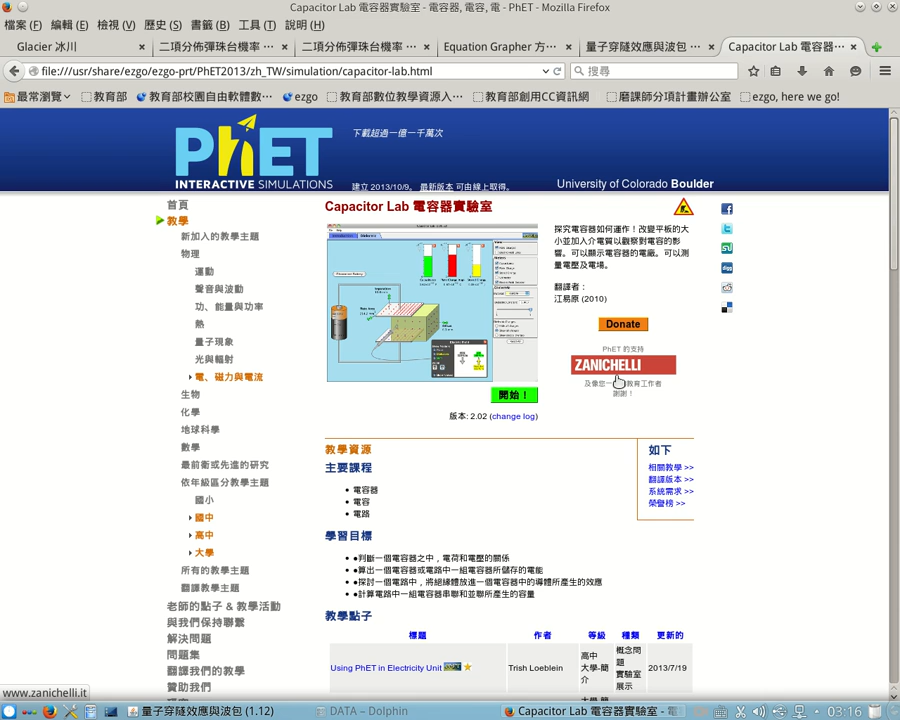 Capacitor Lab 電容器實驗室 - 電容器, 電容, 電 - PhET - Mozilla Firefox
檔案 (F) 編輯 (E) 檢視 (V) 歷史 (S) 書籤 (B) 工具 (T) 說明 (H)
Glacier 冰川 二項分佈彈珠台機率 ··· 二項分佈彈珠台機率 ··· Equation Grapher 方··· 量子穿隧效應與波包 ··· Capacitor Lab 電容器···
file:///usr/share/ezgo/ezgo-prt/PhET2013/zh_TW/simulation/capacitor-lab.html 搜尋
最常瀏覽 教育部 教育部校園自由軟體數··· ezgo 教育部數位教學資源入··· 教育部創用CC資訊網 磨課師分項計畫辦公室 ezgo, here we go!
PhET
INTERACTIVE SIMULATIONS
下載超過一億一千萬次
建立 2013/10/9。 最新版本 可由線上取得。
University of Colorado Boulder
首頁
教學
新加入的教學主題
物理
運動
聲音與波動
功、能量與功率
熱
量子現象
光與輻射
電、磁力與電流
生物
化學
地球科學
數學
最前衛或先進的研究
依年級區分教學主題
國小
國中
高中
大學
所有的教學主題
翻譯教學主題
老師的點子 & 教學活動
與我們保持聯繫
解決問題
問題集
翻譯我們的教學
贊助我們
Capacitor Lab 電容器實驗室
開始！
版本: 2.02 (change log)
探究電容器如何運作！改變平板的大
小並加入介電質以觀察對電容的影
響。可以顯示電容器的電廠。可以測
量電壓及電場。
翻譯者：
江易原 (2010)
Donate
PhET 的支持
ZANICHELLI
及像您一 教育工作者
謝謝！
教學資源
主要課程
• 電容器
• 電容
• 電路
如下
相關教學 >>
翻譯版本 >>
系統需求 >>
榮譽榜 >>
學習目標
• ●判斷一個電容器之中，電荷和電壓的關係
• ●算出一個電容器或電路中一組電容器所儲存的電能
• ●探討一個電路中，將絕緣體放進一個電容器中的導體所產生的效應
• ●計算電路中一組電容器串聯和並聯所產生的容量
教學點子
標題 作者 等級 種類 更新的
Using PhET in Electricity Unit Trish Loeblein 高中 大學-簡介 概念問題 實驗室 展示 2013/7/19
www.zanichelli.it
量子穿隧效應與波包 (1.12) DATA – Dolphin Capacitor Lab 電容器實驗室 - 電 03:16